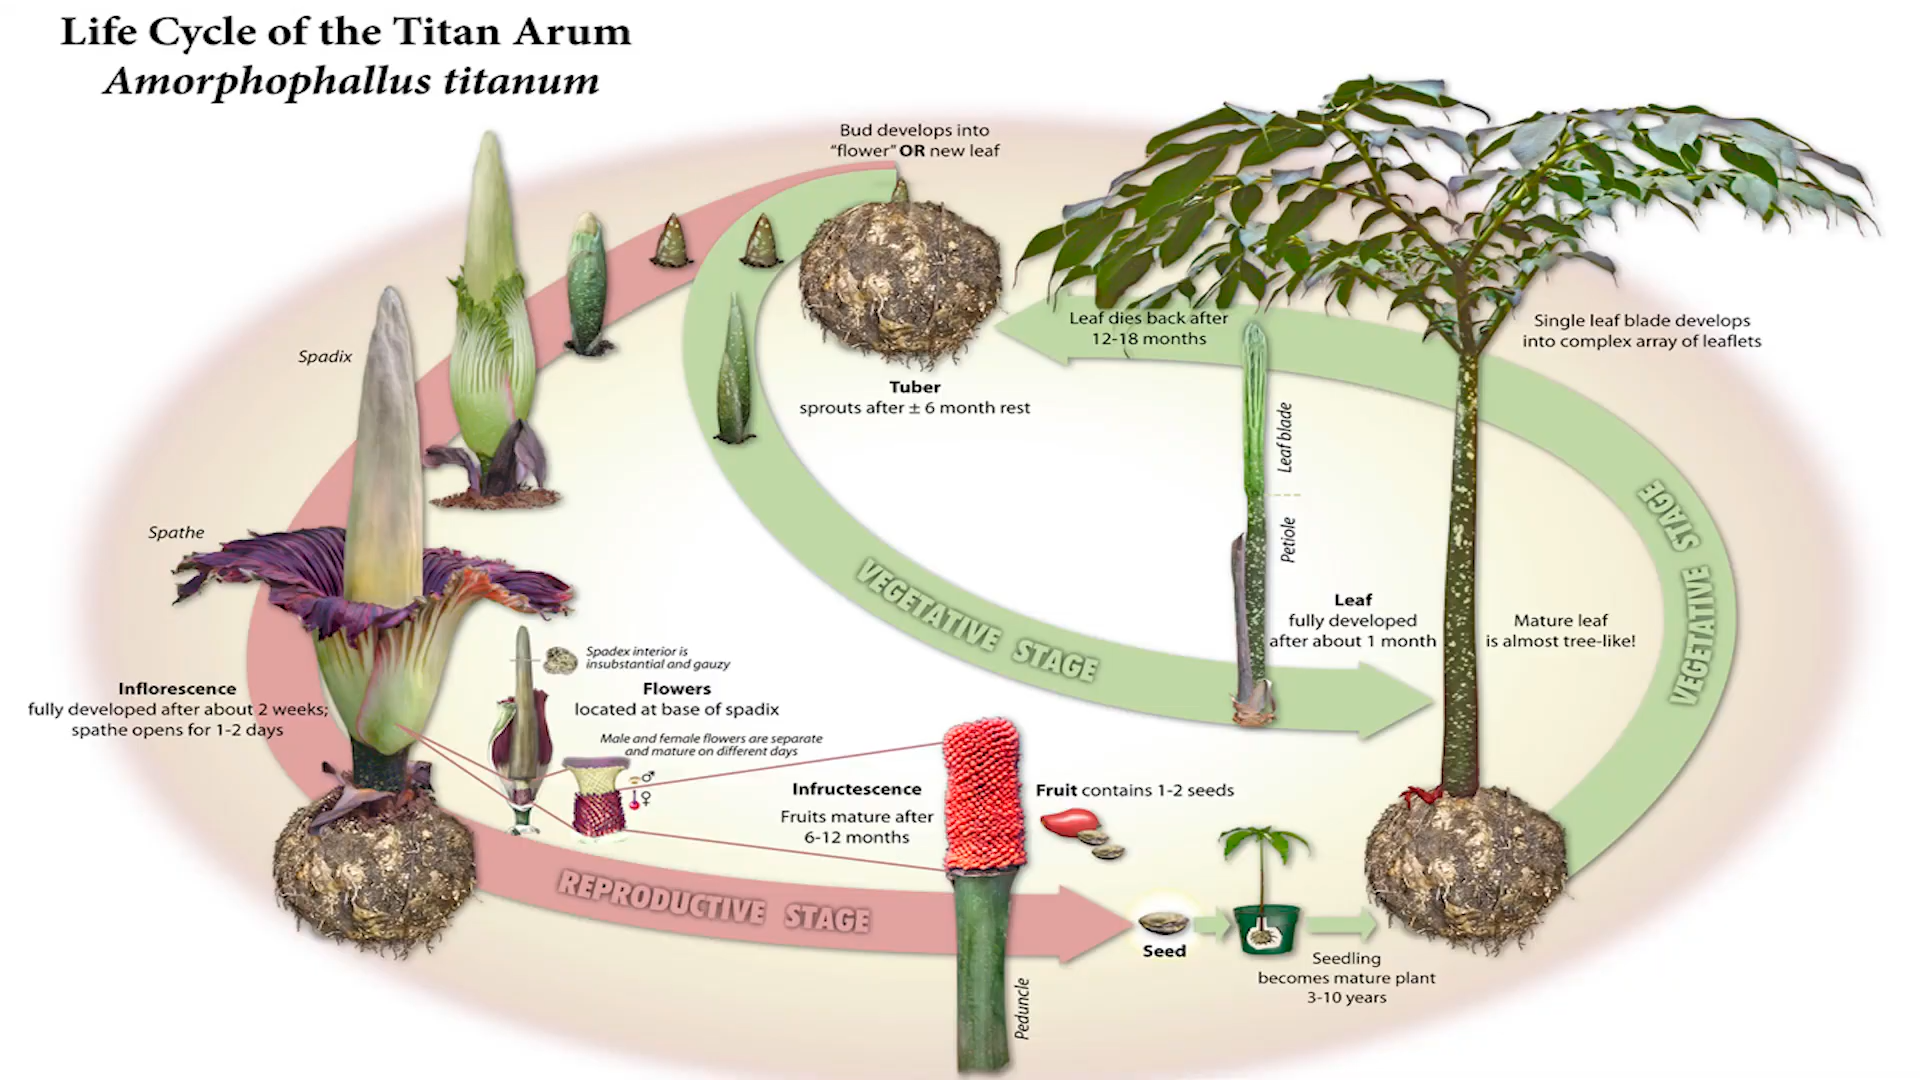 Life Cycle of the Titan Arum
Amorphophallus titanum
Bud develops into
“flower” OR new leaf
Spadix
Spathe
Tuber
sprouts after ± 6 month rest
Leaf dies back after
12-18 months
Single leaf blade develops
into complex array of leaflets
Leaf blade
Petiole
VEGETATIVE STAGE
VEGETATIVE STAGE
Leaf
fully developed
after about 1 month
Mature leaf
is almost tree-like!
Inflorescence
fully developed after about 2 weeks;
spathe opens for 1-2 days
Spadex interior is
insubstantial and gauzy
Flowers
located at base of spadix
Male and female flowers are separate
and mature on different days
♂
♀
Infructescence
Fruits mature after
6-12 months
Fruit contains 1-2 seeds
REPRODUCTIVE STAGE
Peduncle
Seed
Seedling
becomes mature plant
3-10 years